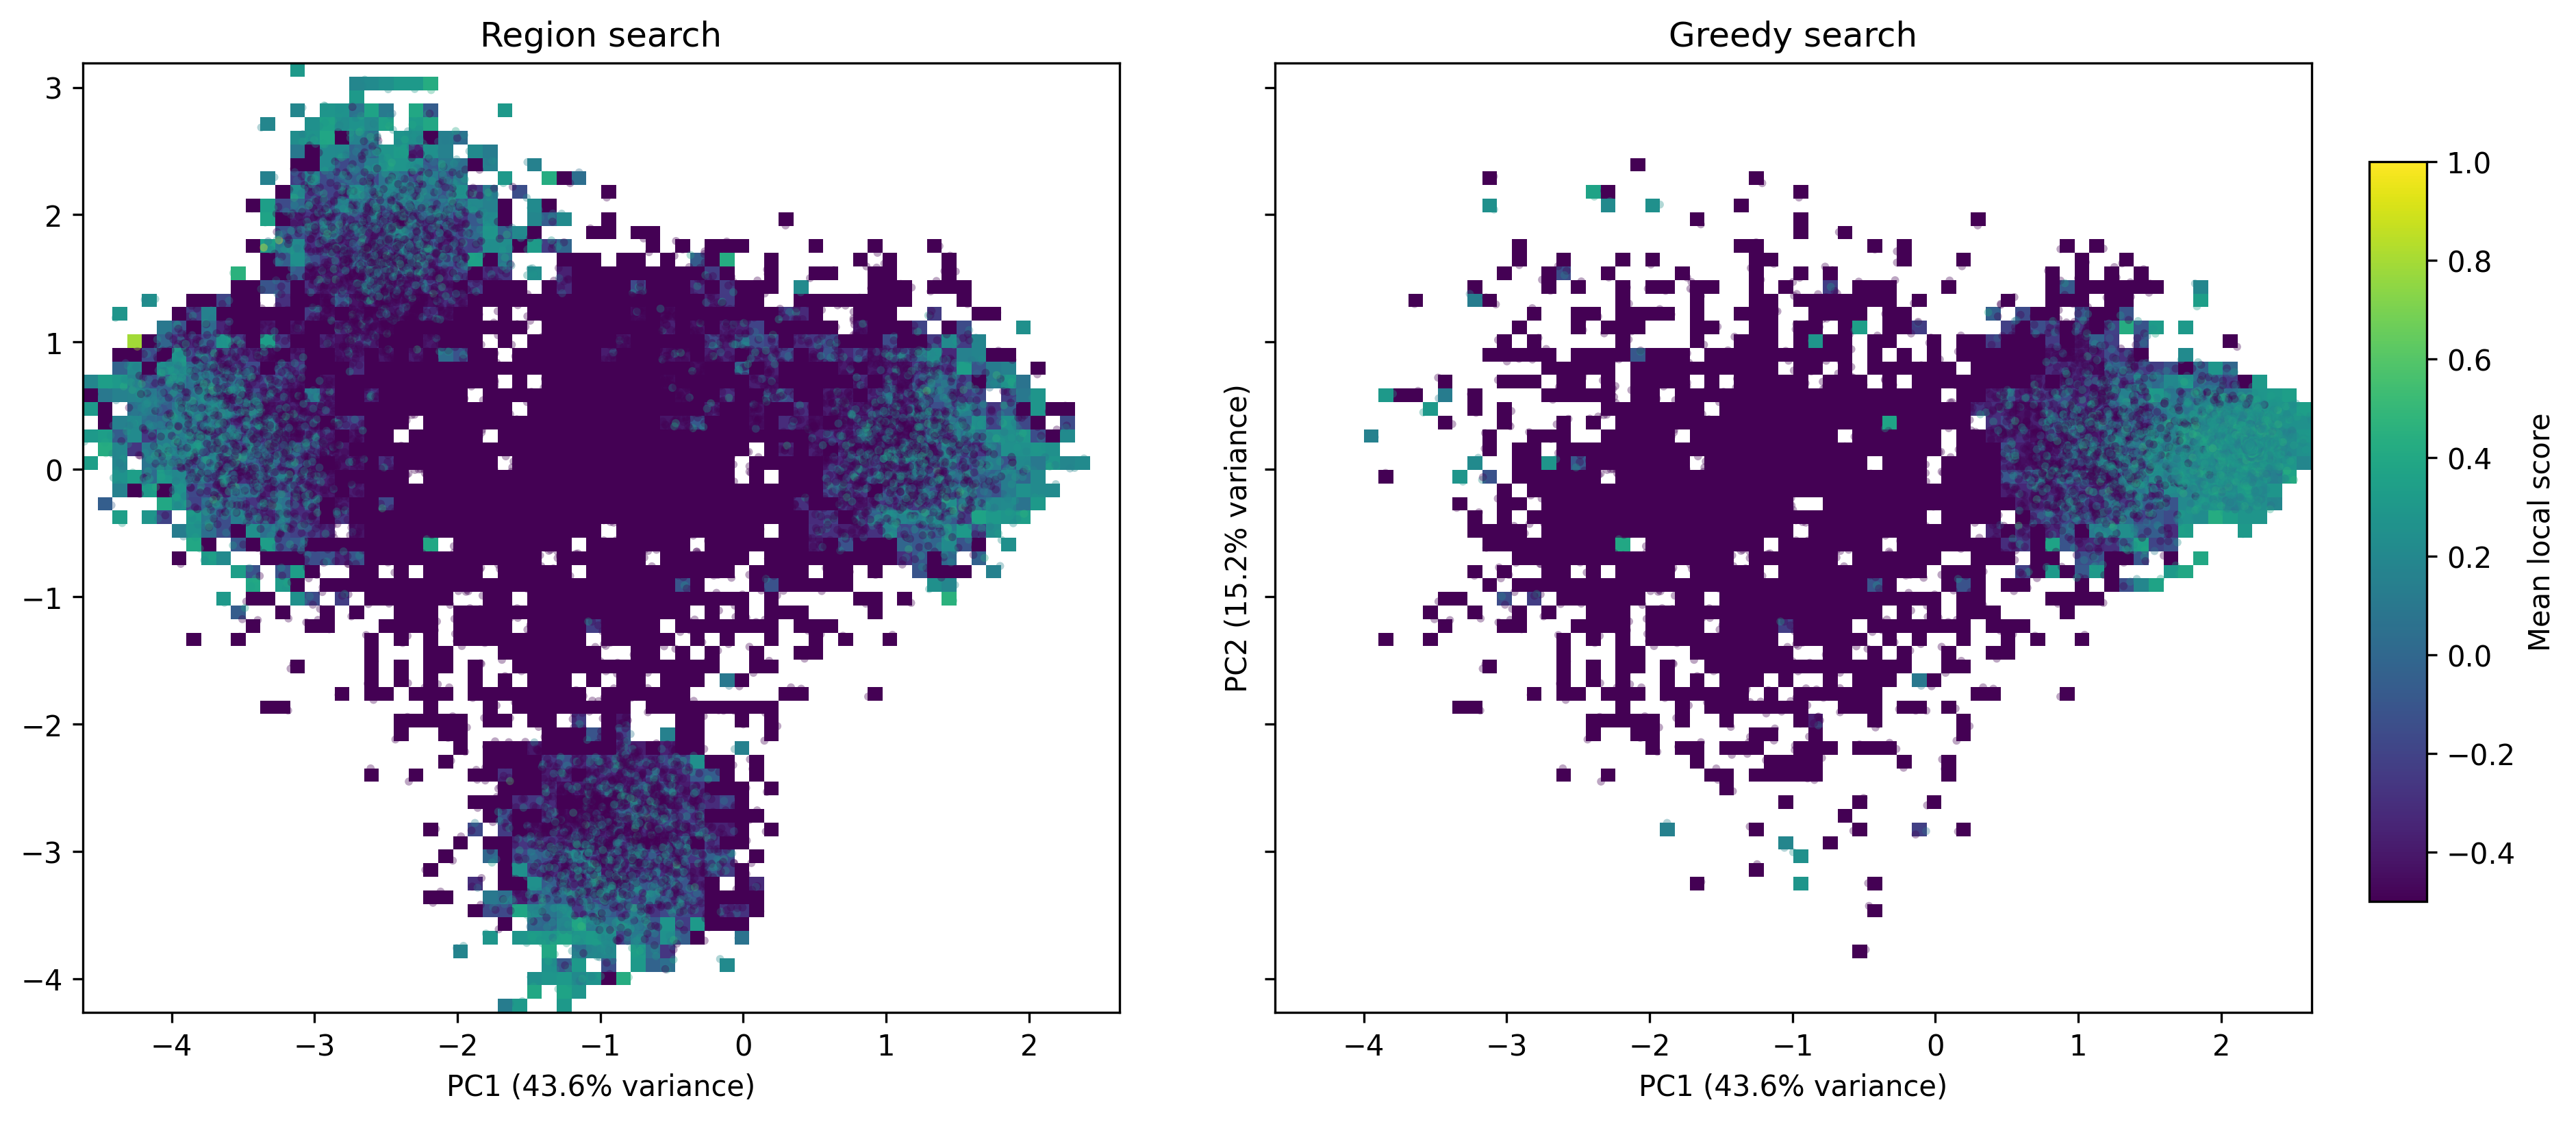 Region search
Greedy search
3
2
1
0
−1
−2
−3
−4
−4 −3 −2 −1 0 1 2
PC1 (43.6% variance)
PC2 (15.2% variance)
−4 −3 −2 −1 0 1 2
PC1 (43.6% variance)
1.0
0.8
0.6
0.4
0.2
0.0
−0.2
−0.4
Mean local score